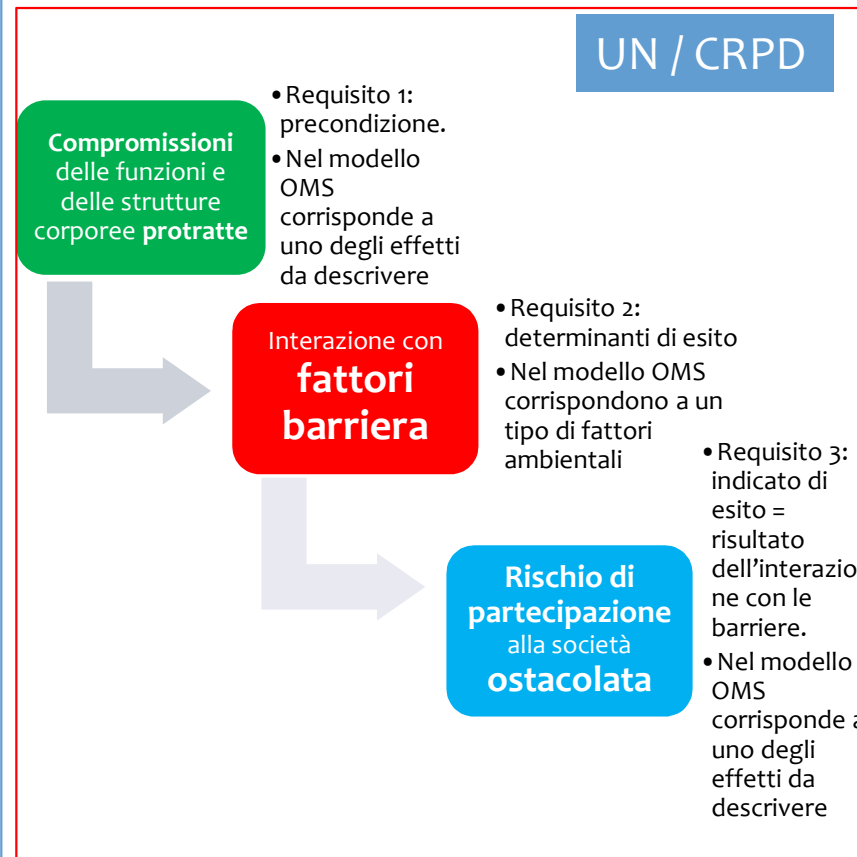 UN / CRPD
Compromissioni
delle funzioni e
delle strutture
corporee protratte
•Requisito 1:
precondizione.
•Nel modello
OMS
corrisponde a
uno degli effetti
da descrivere
Interazione con
fattori
barriera
•Requisito 2:
determinanti di esito
•Nel modello OMS
corrispondono a un
tipo di fattori
ambientali
Rischio di
partecipazione
alla società
ostacolata
•Requisito 3:
indicato di
esito =
risultato
dell’interazio
ne con le
barriere.
•Nel modello
OMS
corrisponde a
uno degli
effetti da
descrivere